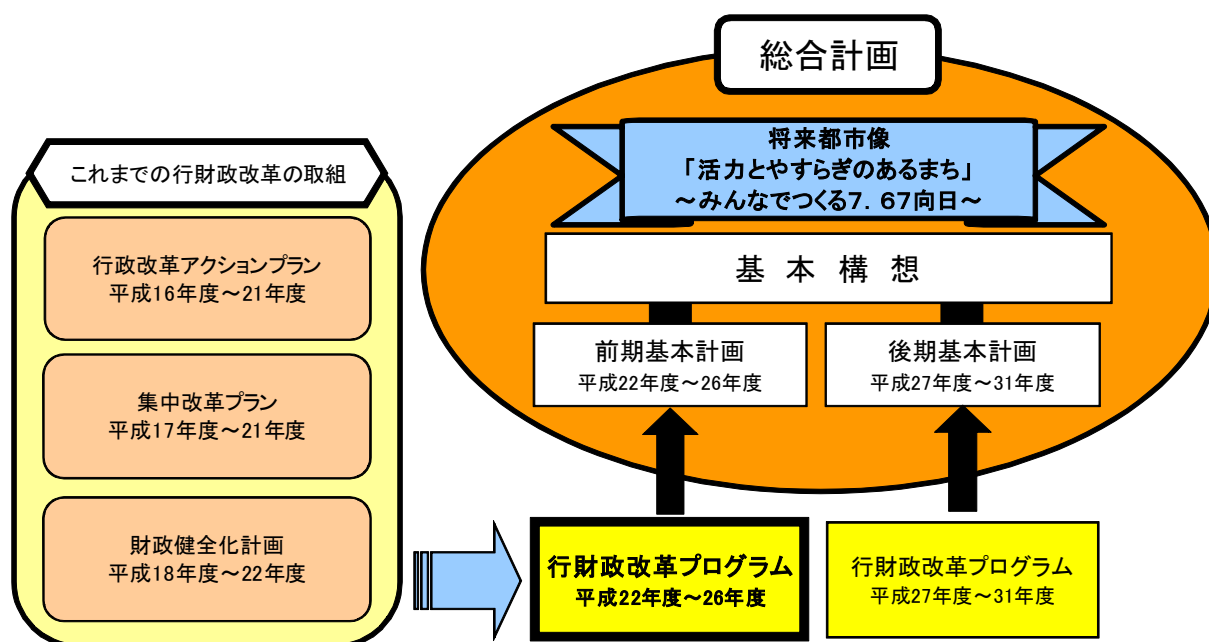 総合計画
将来都市像
「活力とやすらぎのあるまち」
～みんなでつくる７．６７向日～
基 本 構 想
前期基本計画
平成22年度～26年度
後期基本計画
平成27年度～31年度
これまでの行財政改革の取組
行政改革アクションプラン
平成16年度～21年度
集中改革プラン
平成17年度～21年度
財政健全化計画
平成18年度～22年度
行財政改革プログラム
平成22年度～26年度
行財政改革プログラム
平成27年度～31年度